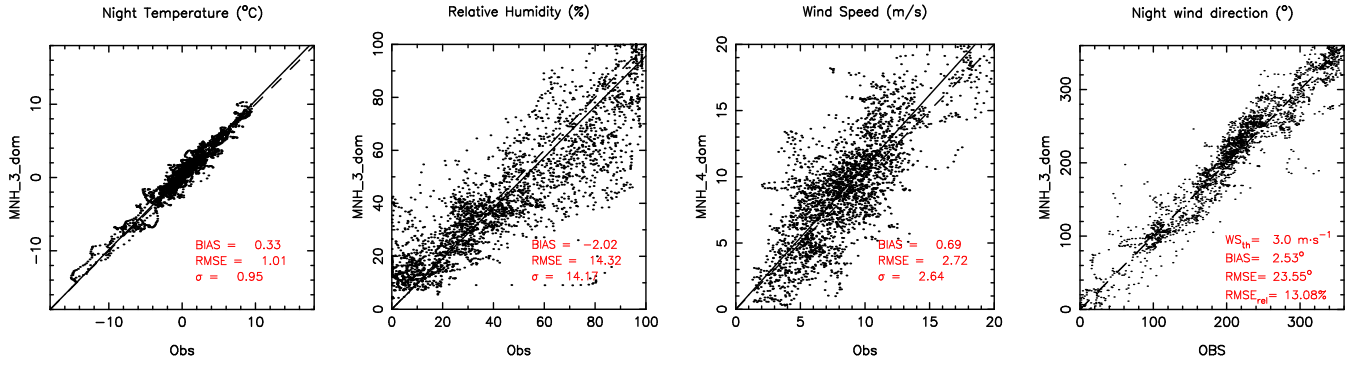 Night Temperature (°C)
MNH_3_dom
10
0
−10
−10
0
10
Obs
BIAS = 0.33
RMSE = 1.01
σ = 0.95
Relative Humidity (%)
MNH_3_dom
100
80
60
40
20
0
0
20
40
60
80
100
Obs
BIAS = −2.02
RMSE = 14.32
σ = 14.17
Wind Speed (m/s)
MNH_4_dom
20
15
10
5
0
0
5
10
15
20
Obs
BIAS = 0.69
RMSE = 2.72
σ = 2.64
Night wind direction (°)
MNH_3_dom
300
200
100
0
0
100
200
300
OBS
WS_th= 3.0 m·s⁻¹
BIAS= 2.53°
RMSE= 23.55°
RMSE_rel= 13.08%